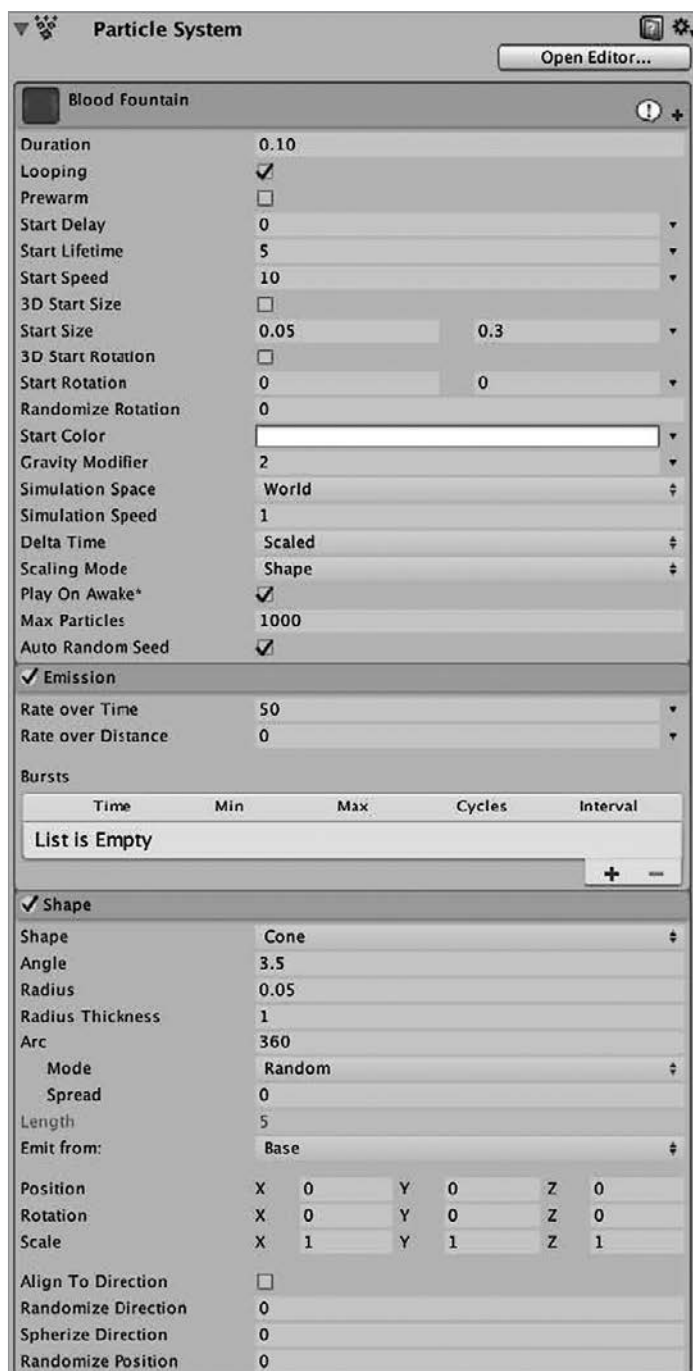 Particle System
Open Editor...
Blood Fountain
Duration 0.10
Looping
Prewarm
Start Delay 0
Start Lifetime 5
Start Speed 10
3D Start Size
Start Size 0.05 0.3
3D Start Rotation
Start Rotation 0 0
Randomize Rotation 0
Start Color
Gravity Modifier 2
Simulation Space World
Simulation Speed 1
Delta Time Scaled
Scaling Mode Shape
Play On Awake*
Max Particles 1000
Auto Random Seed
Emission
Rate over Time 50
Rate over Distance 0
Bursts
Time Min Max Cycles Interval
List is Empty
+ −
Shape
Shape Cone
Angle 3.5
Radius 0.05
Radius Thickness 1
Arc 360
Mode Random
Spread 0
Length 5
Emit from: Base
Position X 0 Y 0 Z 0
Rotation X 0 Y 0 Z 0
Scale X 1 Y 1 Z 1
Align To Direction
Randomize Direction 0
Spherize Direction 0
Randomize Position 0